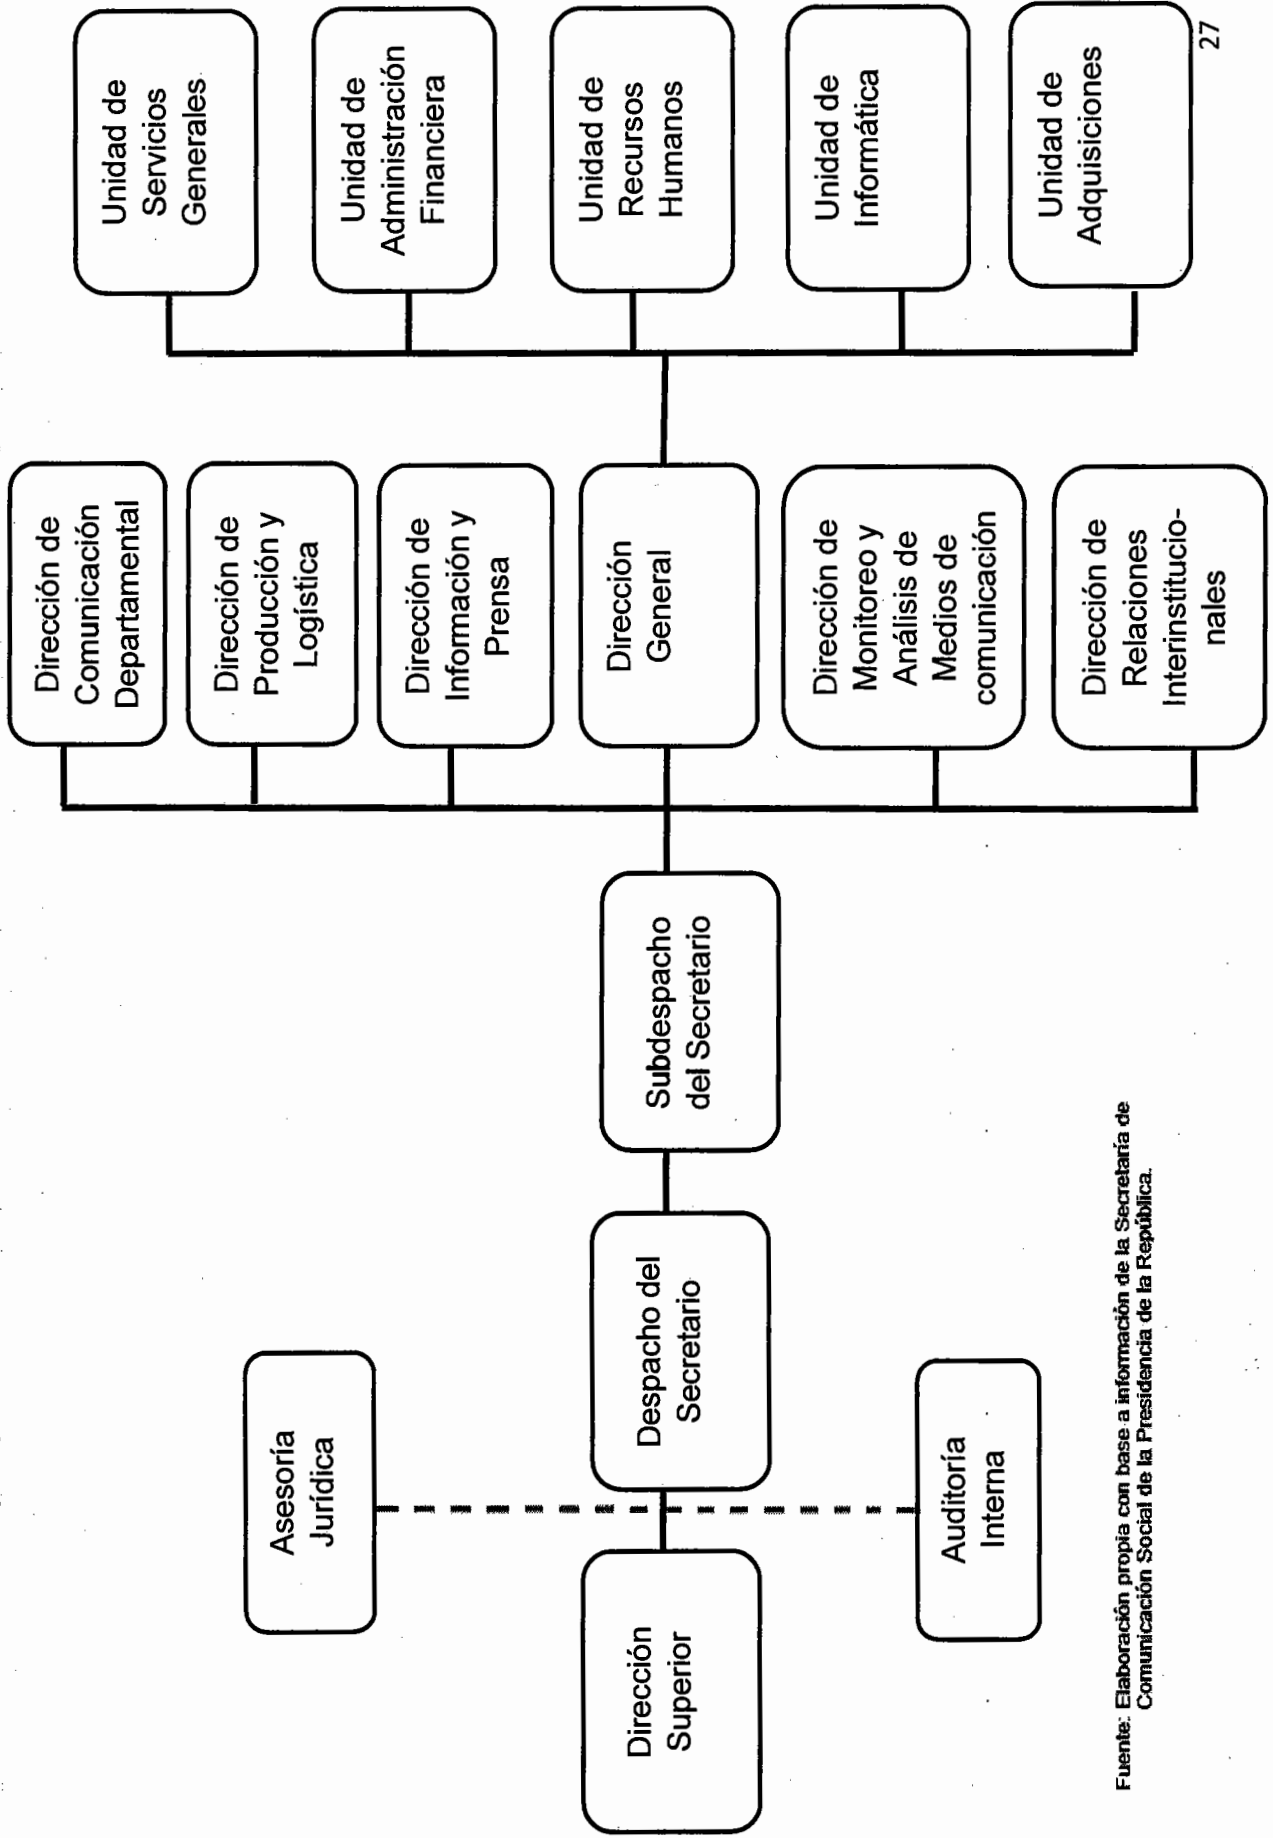 Dirección
Superior
Asesoría
Jurídica
Auditoría
Interna
Despacho del
Secretario
Subdespacho
del Secretario
Dirección de
Comunicación
Departamental
Dirección de
Producción y
Logística
Dirección de
Información y
Prensa
Dirección
General
Dirección de
Monitoreo y
Análisis de
Medios de
comunicación
Dirección de
Relaciones
Interinstitucio-
nales
Unidad de
Servicios
Generales
Unidad de
Administración
Financiera
Unidad de
Recursos
Humanos
Unidad de
Informática
Unidad de
Adquisiciones
Fuente: Elaboración propia con base a información de la Secretaría de
Comunicación Social de la Presidencia de la República.
27